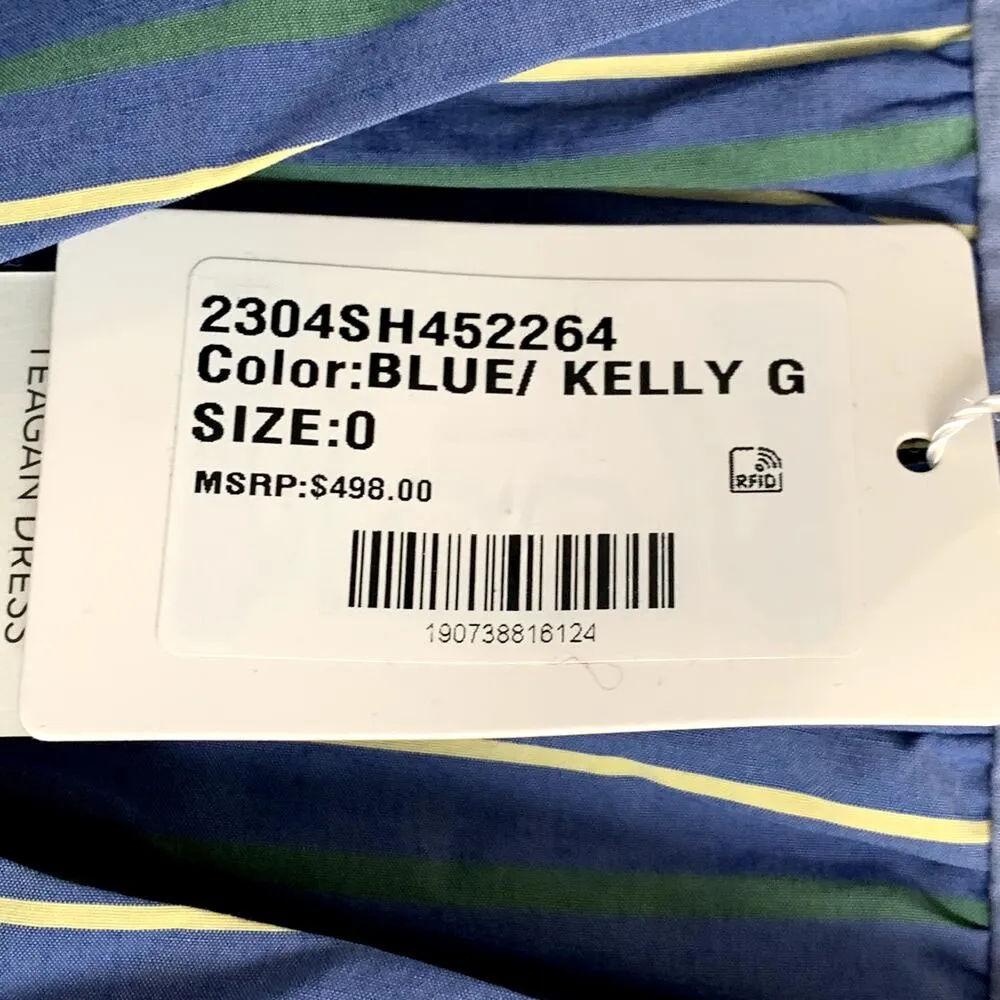 2304SH452264
Color:BLUE/ KELLY G
SIZE:0
MSRP:$498.00
RFID
190738816124
TEAGAN DRESS